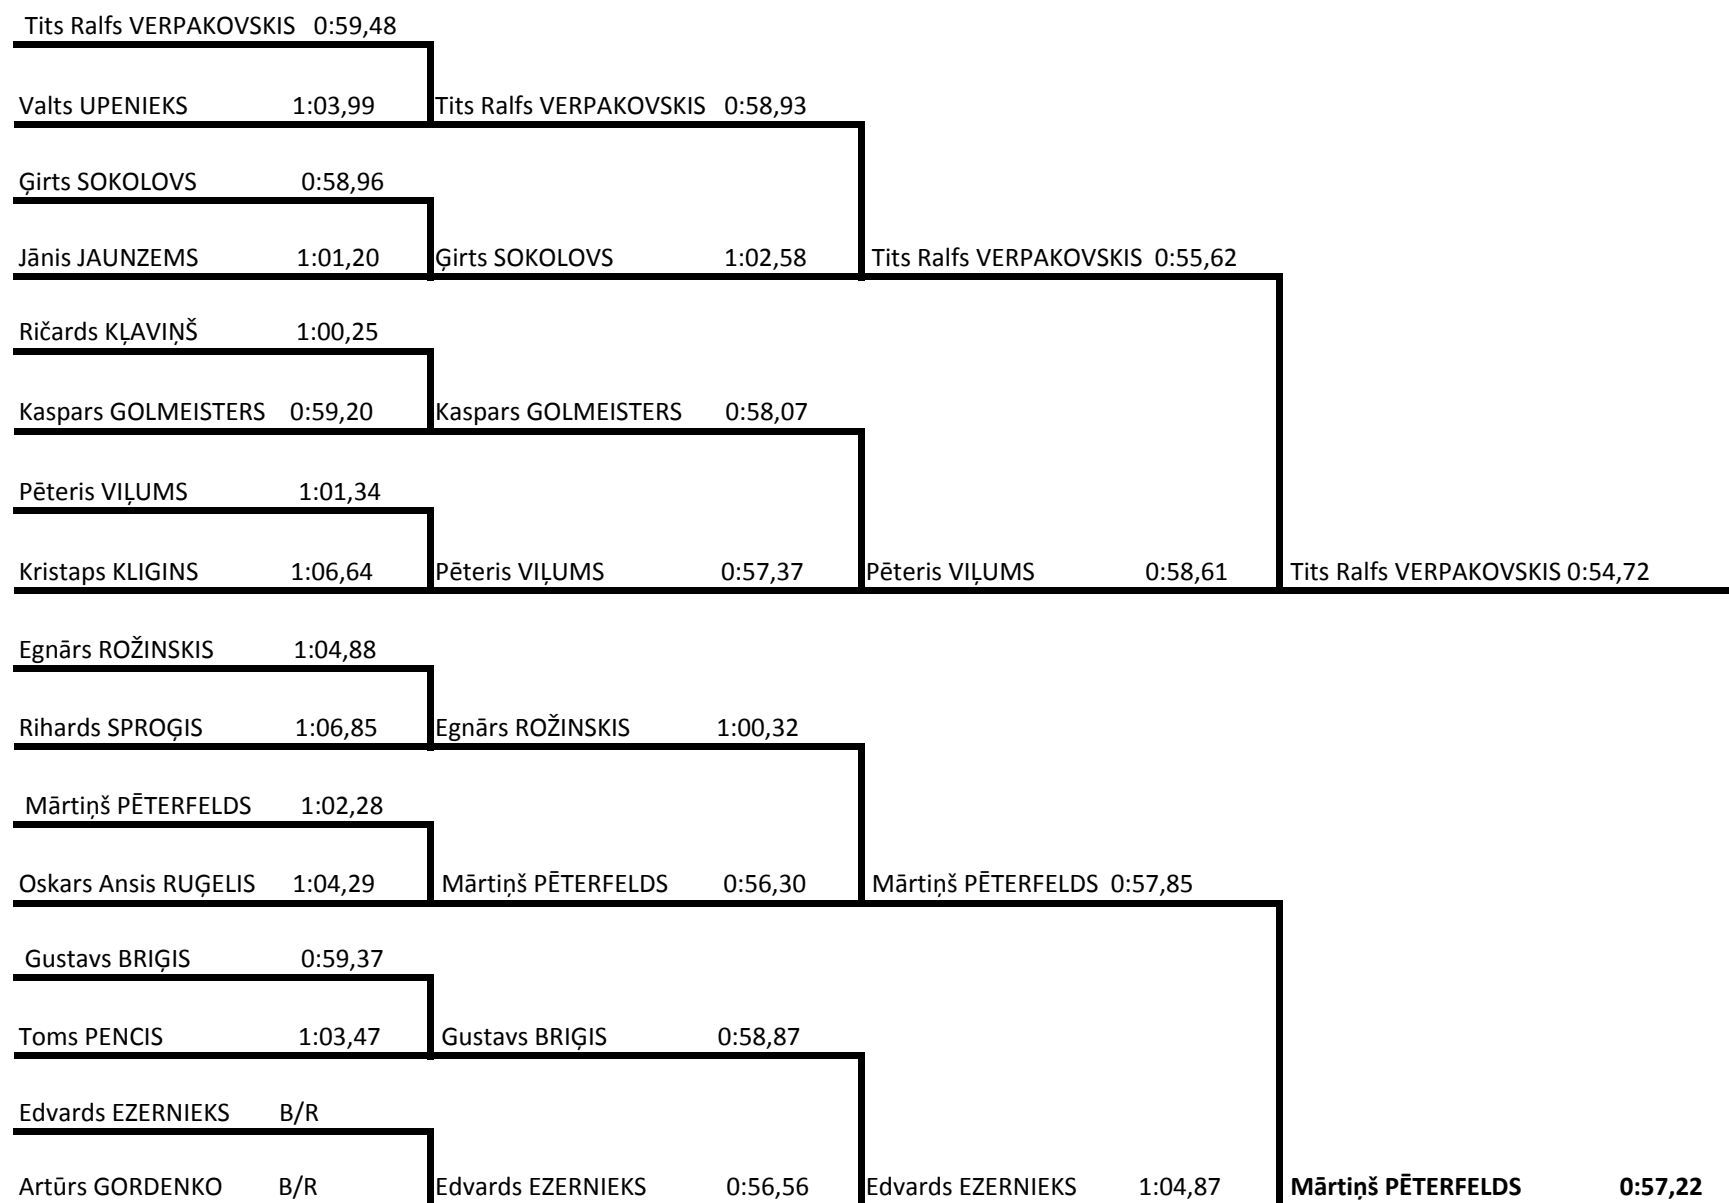 Tits Ralfs VERPAKOVSKIS 0:59,48
Valts UPENIEKS 1:03,99 Tits Ralfs VERPAKOVSKIS 0:58,93
Ģirts SOKOLOVS 0:58,96
Jānis JAUNZEMS 1:01,20 Ģirts SOKOLOVS 1:02,58 Tits Ralfs VERPAKOVSKIS 0:55,62
Ričards KĻAVIŅŠ 1:00,25
Kaspars GOLMEISTERS 0:59,20 Kaspars GOLMEISTERS 0:58,07
Pēteris VIĻUMS 1:01,34
Kristaps KLIGINS 1:06,64 Pēteris VIĻUMS 0:57,37 Pēteris VIĻUMS 0:58,61 Tits Ralfs VERPAKOVSKIS 0:54,72
Egnārs ROŽINSKIS 1:04,88
Rihards SPROĢIS 1:06,85 Egnārs ROŽINSKIS 1:00,32
Mārtiņš PĒTERFELDS 1:02,28
Oskars Ansis RUĢELIS 1:04,29 Mārtiņš PĒTERFELDS 0:56,30 Mārtiņš PĒTERFELDS 0:57,85
Gustavs BRIĢIS 0:59,37
Toms PENCIS 1:03,47 Gustavs BRIĢIS 0:58,87
Edvards EZERNIEKS B/R
Artūrs GORDENKO B/R Edvards EZERNIEKS 0:56,56 Edvards EZERNIEKS 1:04,87 Mārtiņš PĒTERFELDS 0:57,22